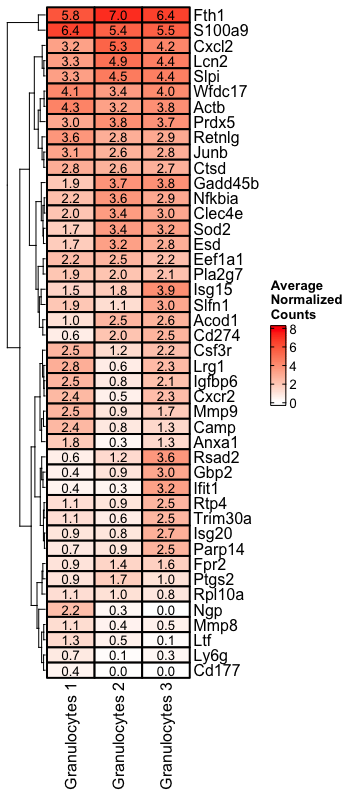 5.8 7.0 6.4 Fth1
6.4 5.4 5.5 S100a9
3.2 5.3 4.2 Cxcl2
3.3 4.9 4.4 Lcn2
3.3 4.5 4.4 Slpi
4.1 3.4 4.0 Wfdc17
4.3 3.2 3.8 Actb
3.0 3.8 3.7 Prdx5
3.6 2.8 2.9 Retnlg
3.1 2.6 2.8 Junb
2.8 2.6 2.7 Ctsd
1.9 3.7 3.8 Gadd45b
2.2 3.6 2.9 Nfkbia
2.0 3.4 3.0 Clec4e
1.7 3.4 3.2 Sod2
1.7 3.2 2.8 Esd
2.2 2.5 2.2 Eef1a1
1.9 2.0 2.1 Pla2g7
1.5 1.8 3.9 Isg15
1.9 1.1 3.0 Slfn1
1.0 2.5 2.6 Acod1
0.6 2.0 2.5 Cd274
2.5 1.2 2.2 Csf3r
2.8 0.6 2.3 Lrg1
2.5 0.8 2.1 Igfbp6
2.4 0.5 2.3 Cxcr2
2.5 0.9 1.7 Mmp9
2.4 0.8 1.3 Camp
1.8 0.3 1.3 Anxa1
0.6 1.2 3.6 Rsad2
0.4 0.9 3.0 Gbp2
0.4 0.3 3.2 Ifit1
1.1 0.9 2.5 Rtp4
1.1 0.6 2.5 Trim30a
0.9 0.8 2.7 Isg20
0.7 0.9 2.5 Parp14
0.9 1.4 1.6 Fpr2
0.9 1.7 1.0 Ptgs2
1.1 1.0 0.8 Rpl10a
2.2 0.3 0.0 Ngp
1.1 0.4 0.5 Mmp8
1.3 0.5 0.1 Ltf
0.7 0.1 0.3 Ly6g
0.4 0.0 0.0 Cd177
Granulocytes 1
Granulocytes 2
Granulocytes 3
Average
Normalized
Counts
8
6
4
2
0